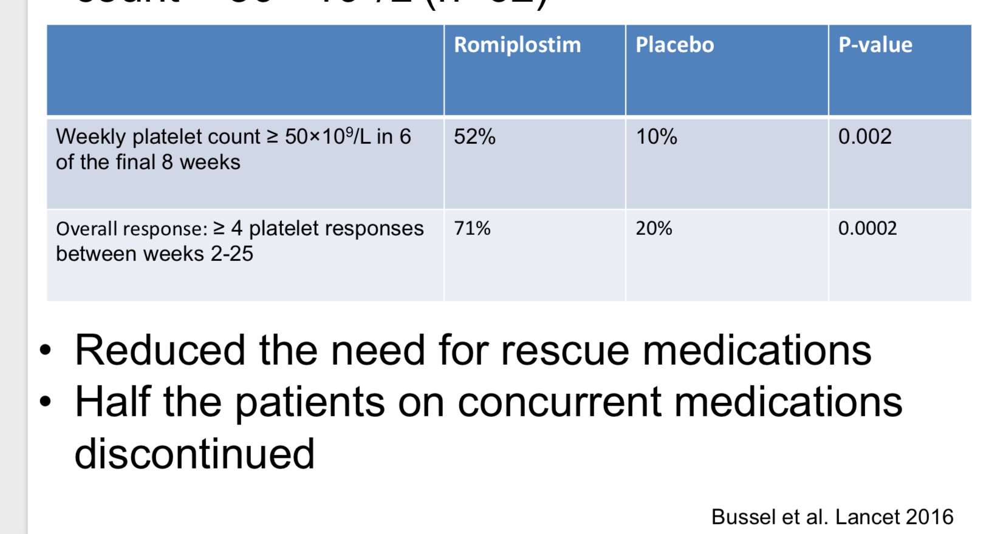 Romiplostim Placebo P-value
Weekly platelet count ≥ 50×10⁹/L in 6 52% 10% 0.002
of the final 8 weeks
Overall response: ≥ 4 platelet responses 71% 20% 0.0002
between weeks 2-25
• Reduced the need for rescue medications
• Half the patients on concurrent medications
discontinued
Bussel et al. Lancet 2016